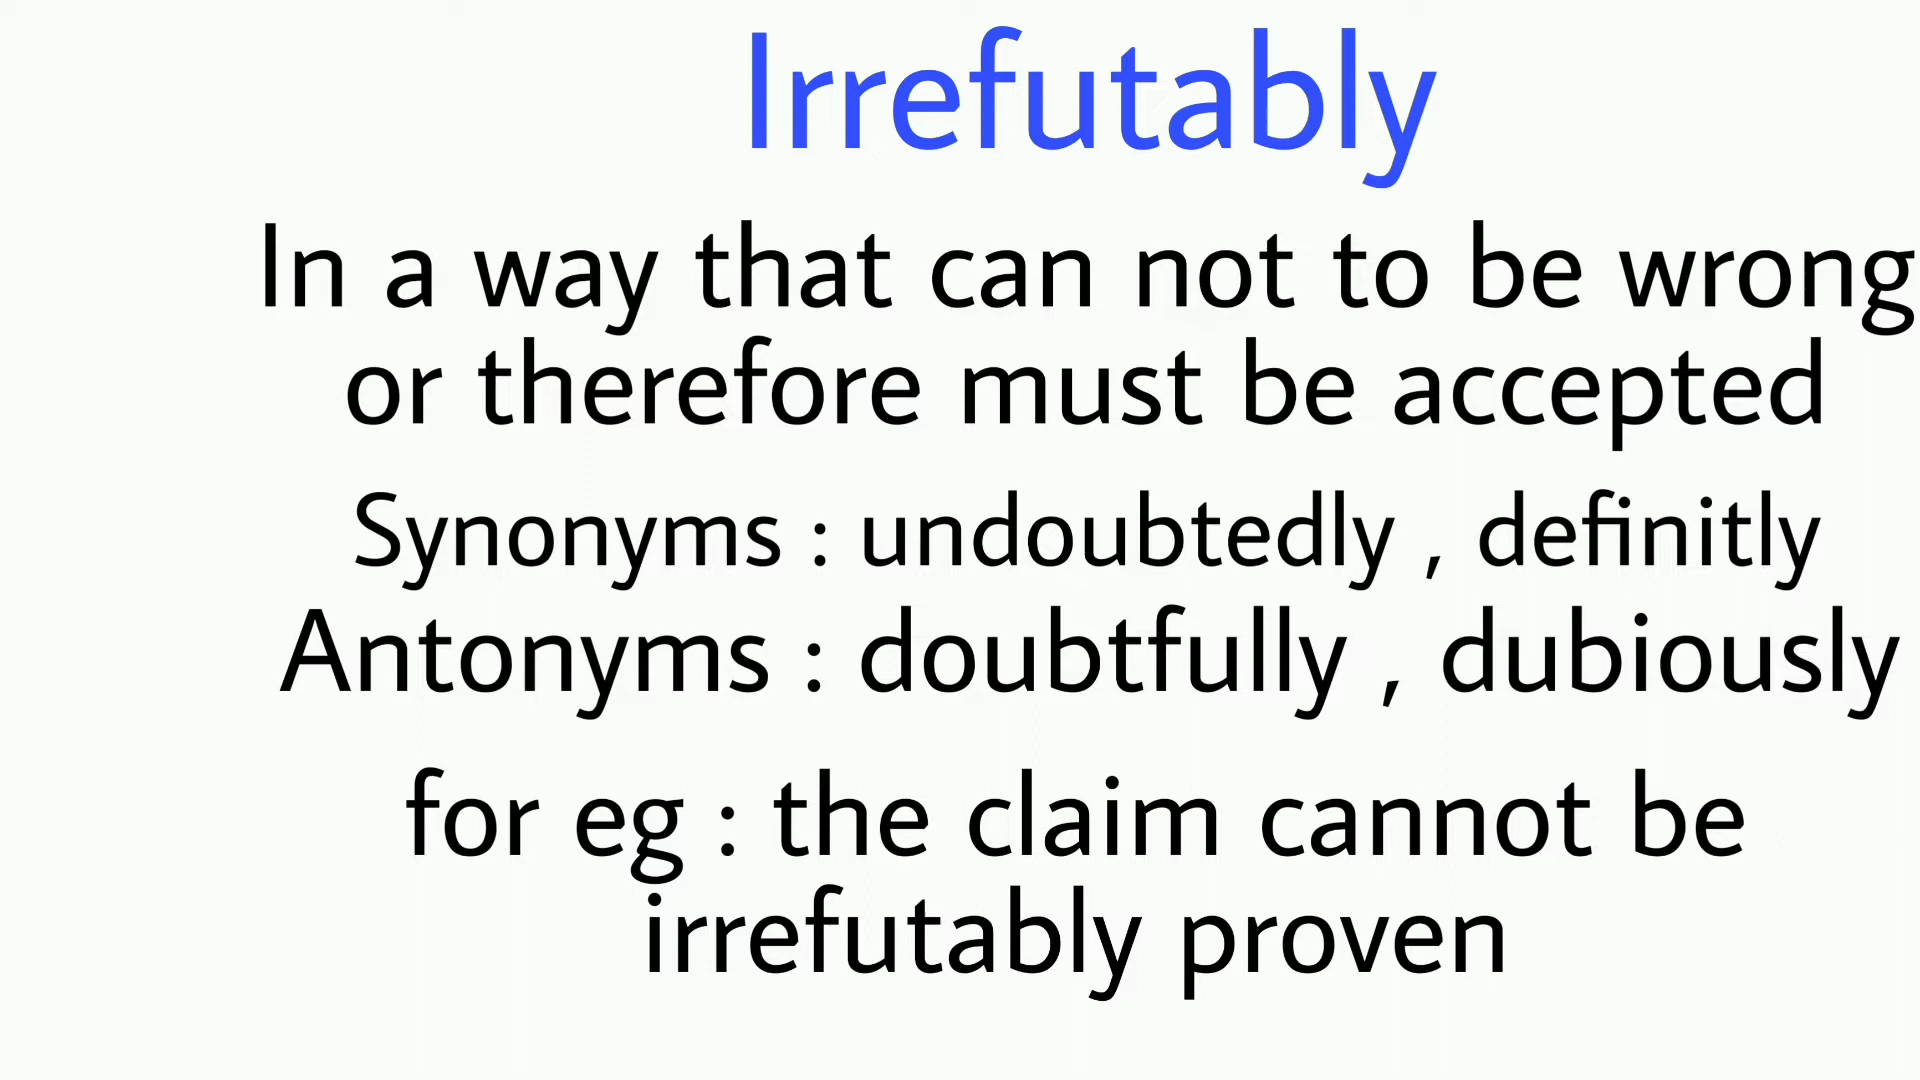 Irrefutably
In a way that can not to be wrong
or therefore must be accepted
Synonyms : undoubtedly , definitly
Antonyms : doubtfully , dubiously
for eg : the claim cannot be
irrefutably proven